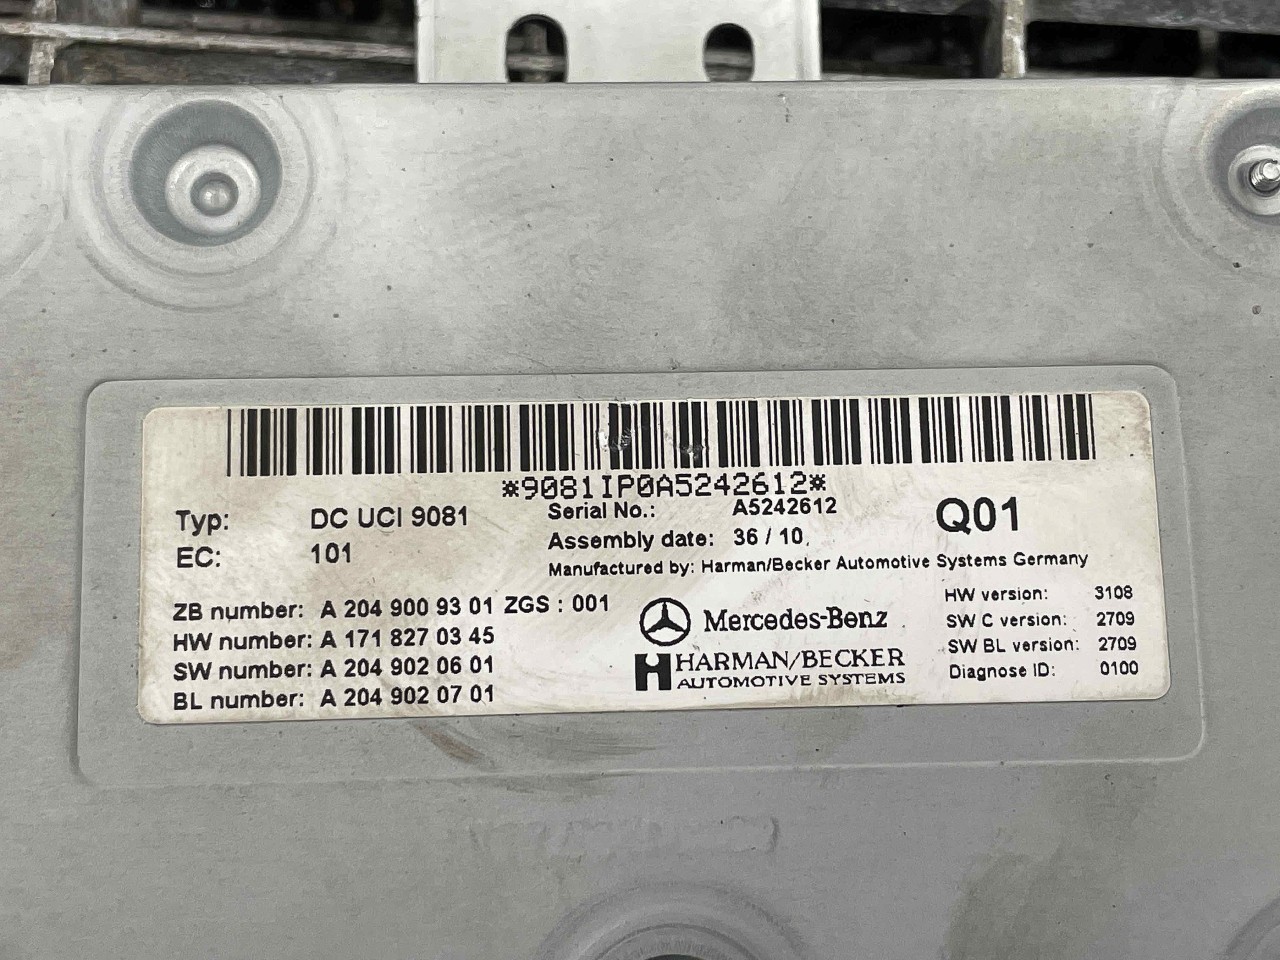 *9081IP0A5242612*
Typ: DC UCI 9081
EC: 101
Serial No.: A5242612
Assembly date: 36 / 10
Q01
Manufactured by: Harman/Becker Automotive Systems Germany
ZB number: A 204 900 93 01 ZGS : 001
HW number: A 171 827 03 45
SW number: A 204 902 06 01
BL number: A 204 902 07 01
Mercedes-Benz
HARMAN/BECKER
AUTOMOTIVE SYSTEMS
HW version: 3108
SW C version: 2709
SW BL version: 2709
Diagnose ID: 0100